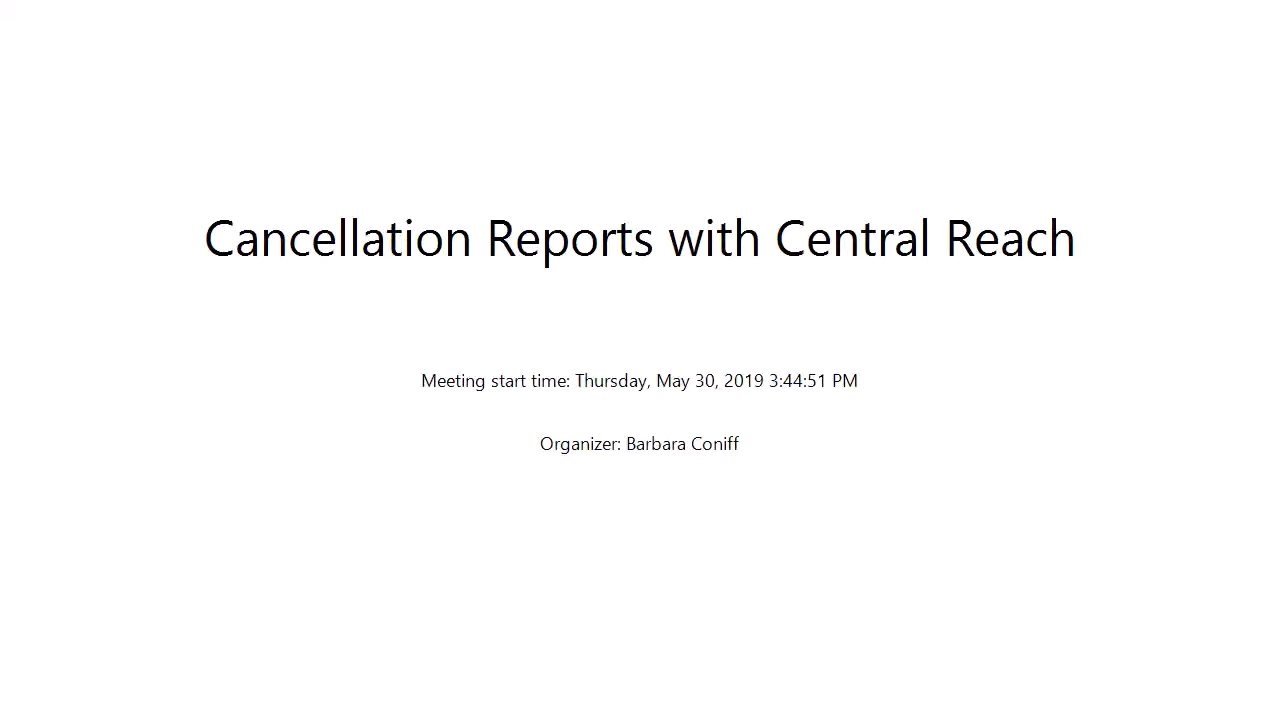 Cancellation Reports with Central Reach
Meeting start time: Thursday, May 30, 2019 3:44:51 PM
Organizer: Barbara Coniff